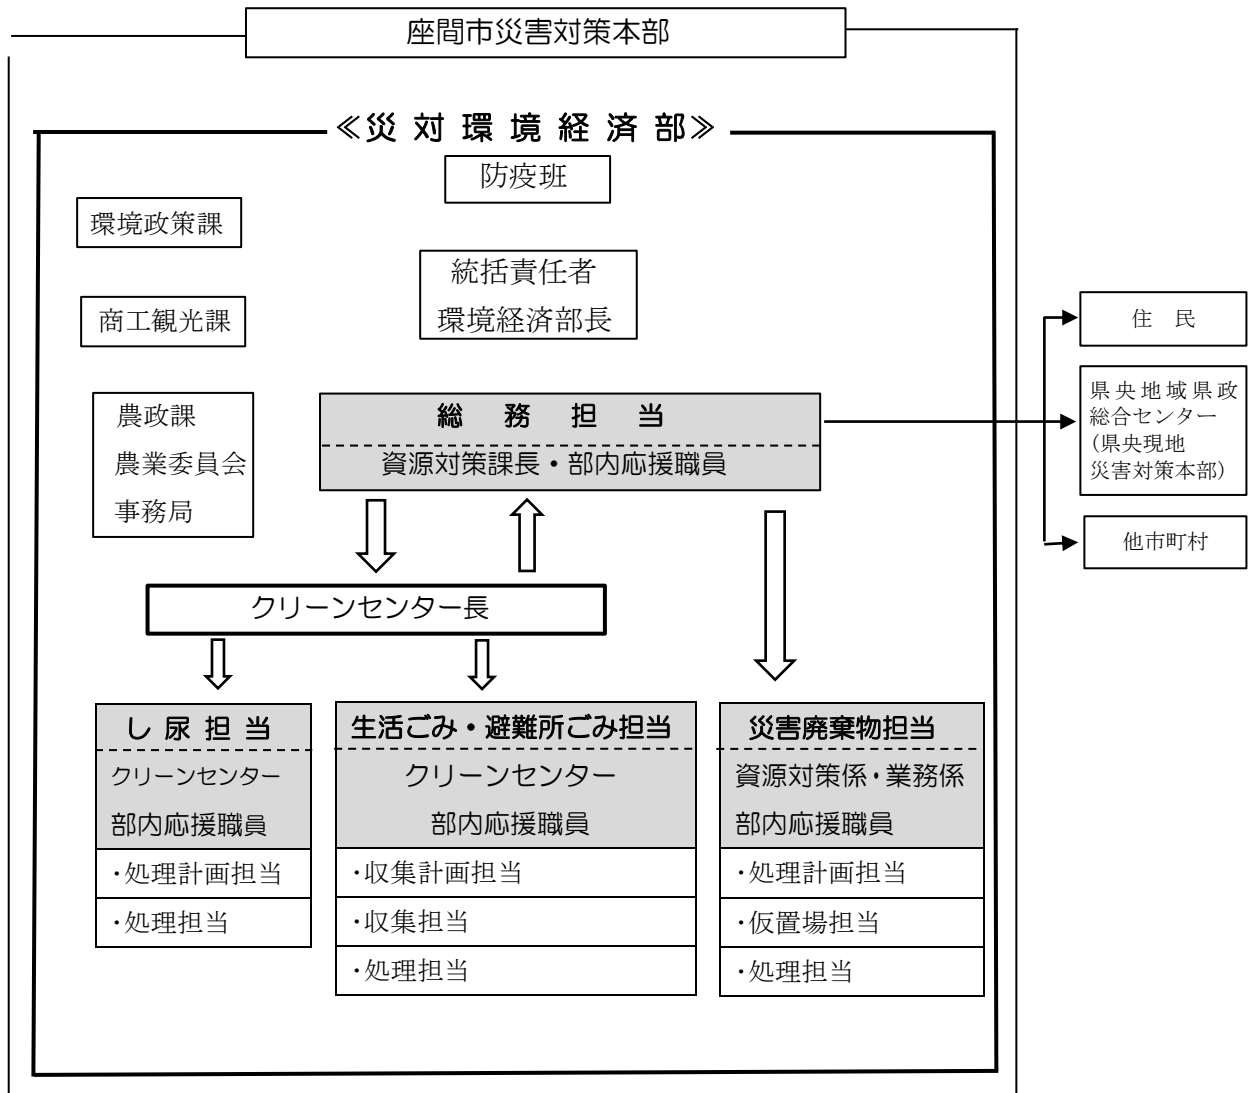 座間市災害対策本部
≪災対環境経済部≫
防疫班
環境政策課
統括責任者
環境経済部長
商工観光課
農政課
農業委員会
事務局
総務担当
資源対策課長・部内応援職員
住　民
県央地域県政
総合センター
(県央現地
災害対策本部)
他市町村
クリーンセンター長
し尿担当
クリーンセンター
部内応援職員
・処理計画担当
・処理担当
生活ごみ・避難所ごみ担当
クリーンセンター
部内応援職員
・収集計画担当
・収集担当
・処理担当
災害廃棄物担当
資源対策係・業務係
部内応援職員
・処理計画担当
・仮置場担当
・処理担当